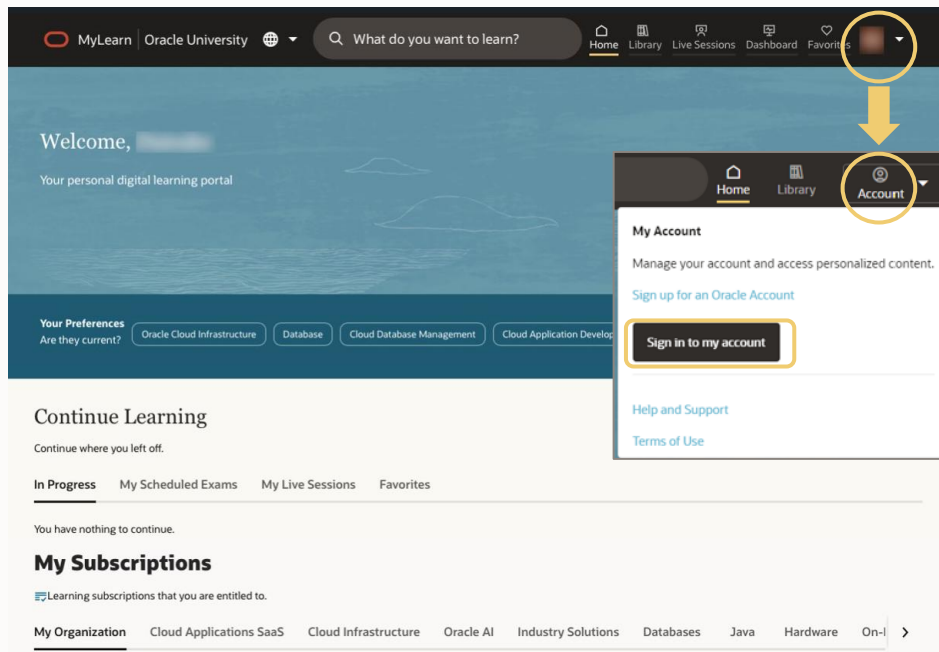 MyLearn Oracle University What do you want to learn? Home Library Live Sessions Dashboard Favorites
Welcome,
Your personal digital learning portal
Home Library Account
My Account
Manage your account and access personalized content.
Sign up for an Oracle Account
Sign in to my account
Help and Support
Terms of Use
Your Preferences
Are they current?
Oracle Cloud Infrastructure Database Cloud Database Management Cloud Application Develop
Continue Learning
Continue where you left off.
In Progress My Scheduled Exams My Live Sessions Favorites
You have nothing to continue.
My Subscriptions
Learning subscriptions that you are entitled to.
My Organization Cloud Applications SaaS Cloud Infrastructure Oracle AI Industry Solutions Databases Java Hardware On-